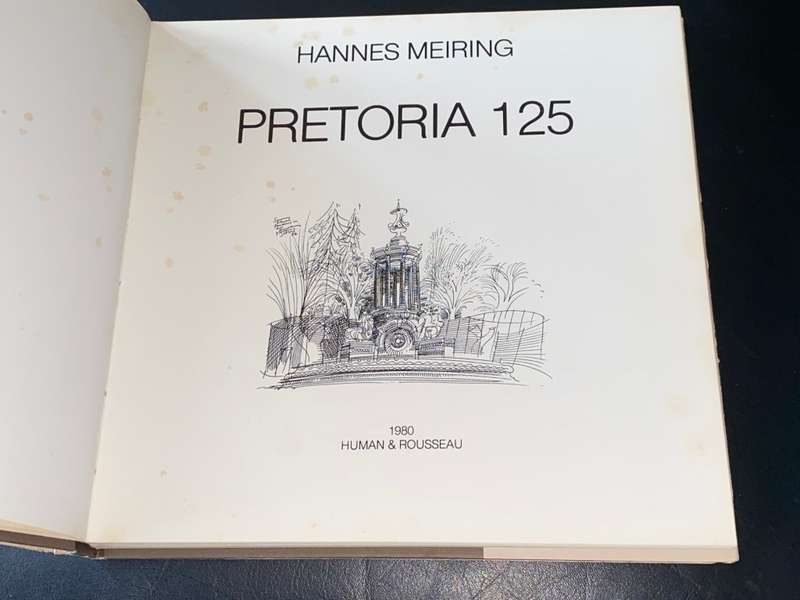 HANNES MEIRING
PRETORIA 125
1980
HUMAN & ROUSSEAU